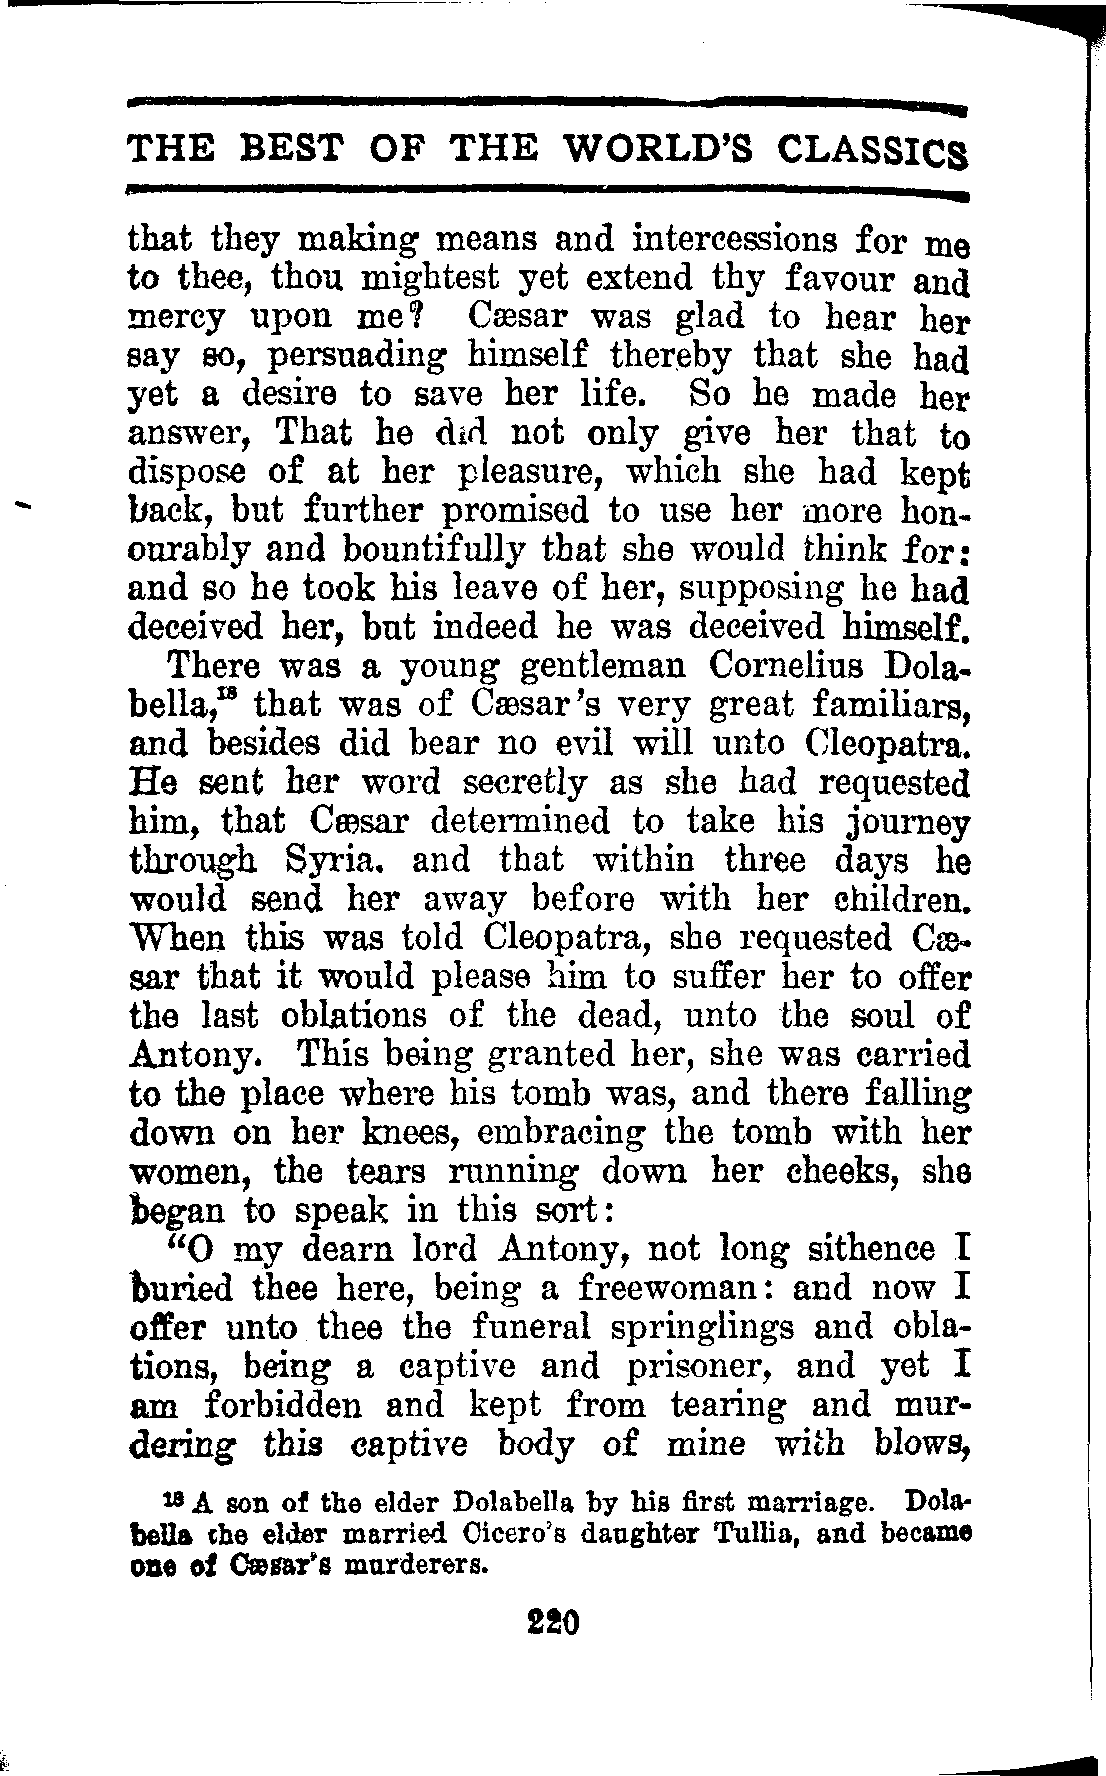 THE BEST OF THE WORLD'S CLASSICS
that they making means and intercessions for me
to thee, thou mightest yet extend thy favour and
mercy upon me? Cæsar was glad to hear her
say so, persuading himself thereby that she had
yet a desire to save her life. So he made her
answer, That he did not only give her that to
dispose of at her pleasure, which she had kept
back, but further promised to use her more hon-
ourably and bountifully that she would think for:
and so he took his leave of her, supposing he had
deceived her, but indeed he was deceived himself.
There was a young gentleman Cornelius Dola-
bella,¹⁸ that was of Cæsar's very great familiars,
and besides did bear no evil will unto Cleopatra.
He sent her word secretly as she had requested
him, that Cæsar determined to take his journey
through Syria, and that within three days he
would send her away before with her children.
When this was told Cleopatra, she requested Cæ-
sar that it would please him to suffer her to offer
the last oblations of the dead, unto the soul of
Antony. This being granted her, she was carried
to the place where his tomb was, and there falling
down on her knees, embracing the tomb with her
women, the tears running down her cheeks, she
began to speak in this sort:
"O my dearn lord Antony, not long sithence I
buried thee here, being a freewoman: and now I
offer unto thee the funeral springlings and obla-
tions, being a captive and prisoner, and yet I
am forbidden and kept from tearing and mur-
dering this captive body of mine with blows,
¹⁸ A son of the elder Dolabella by his first marriage. Dola-
bella the elder married Cicero's daughter Tullia, and became
one of Cæsar's murderers.
220